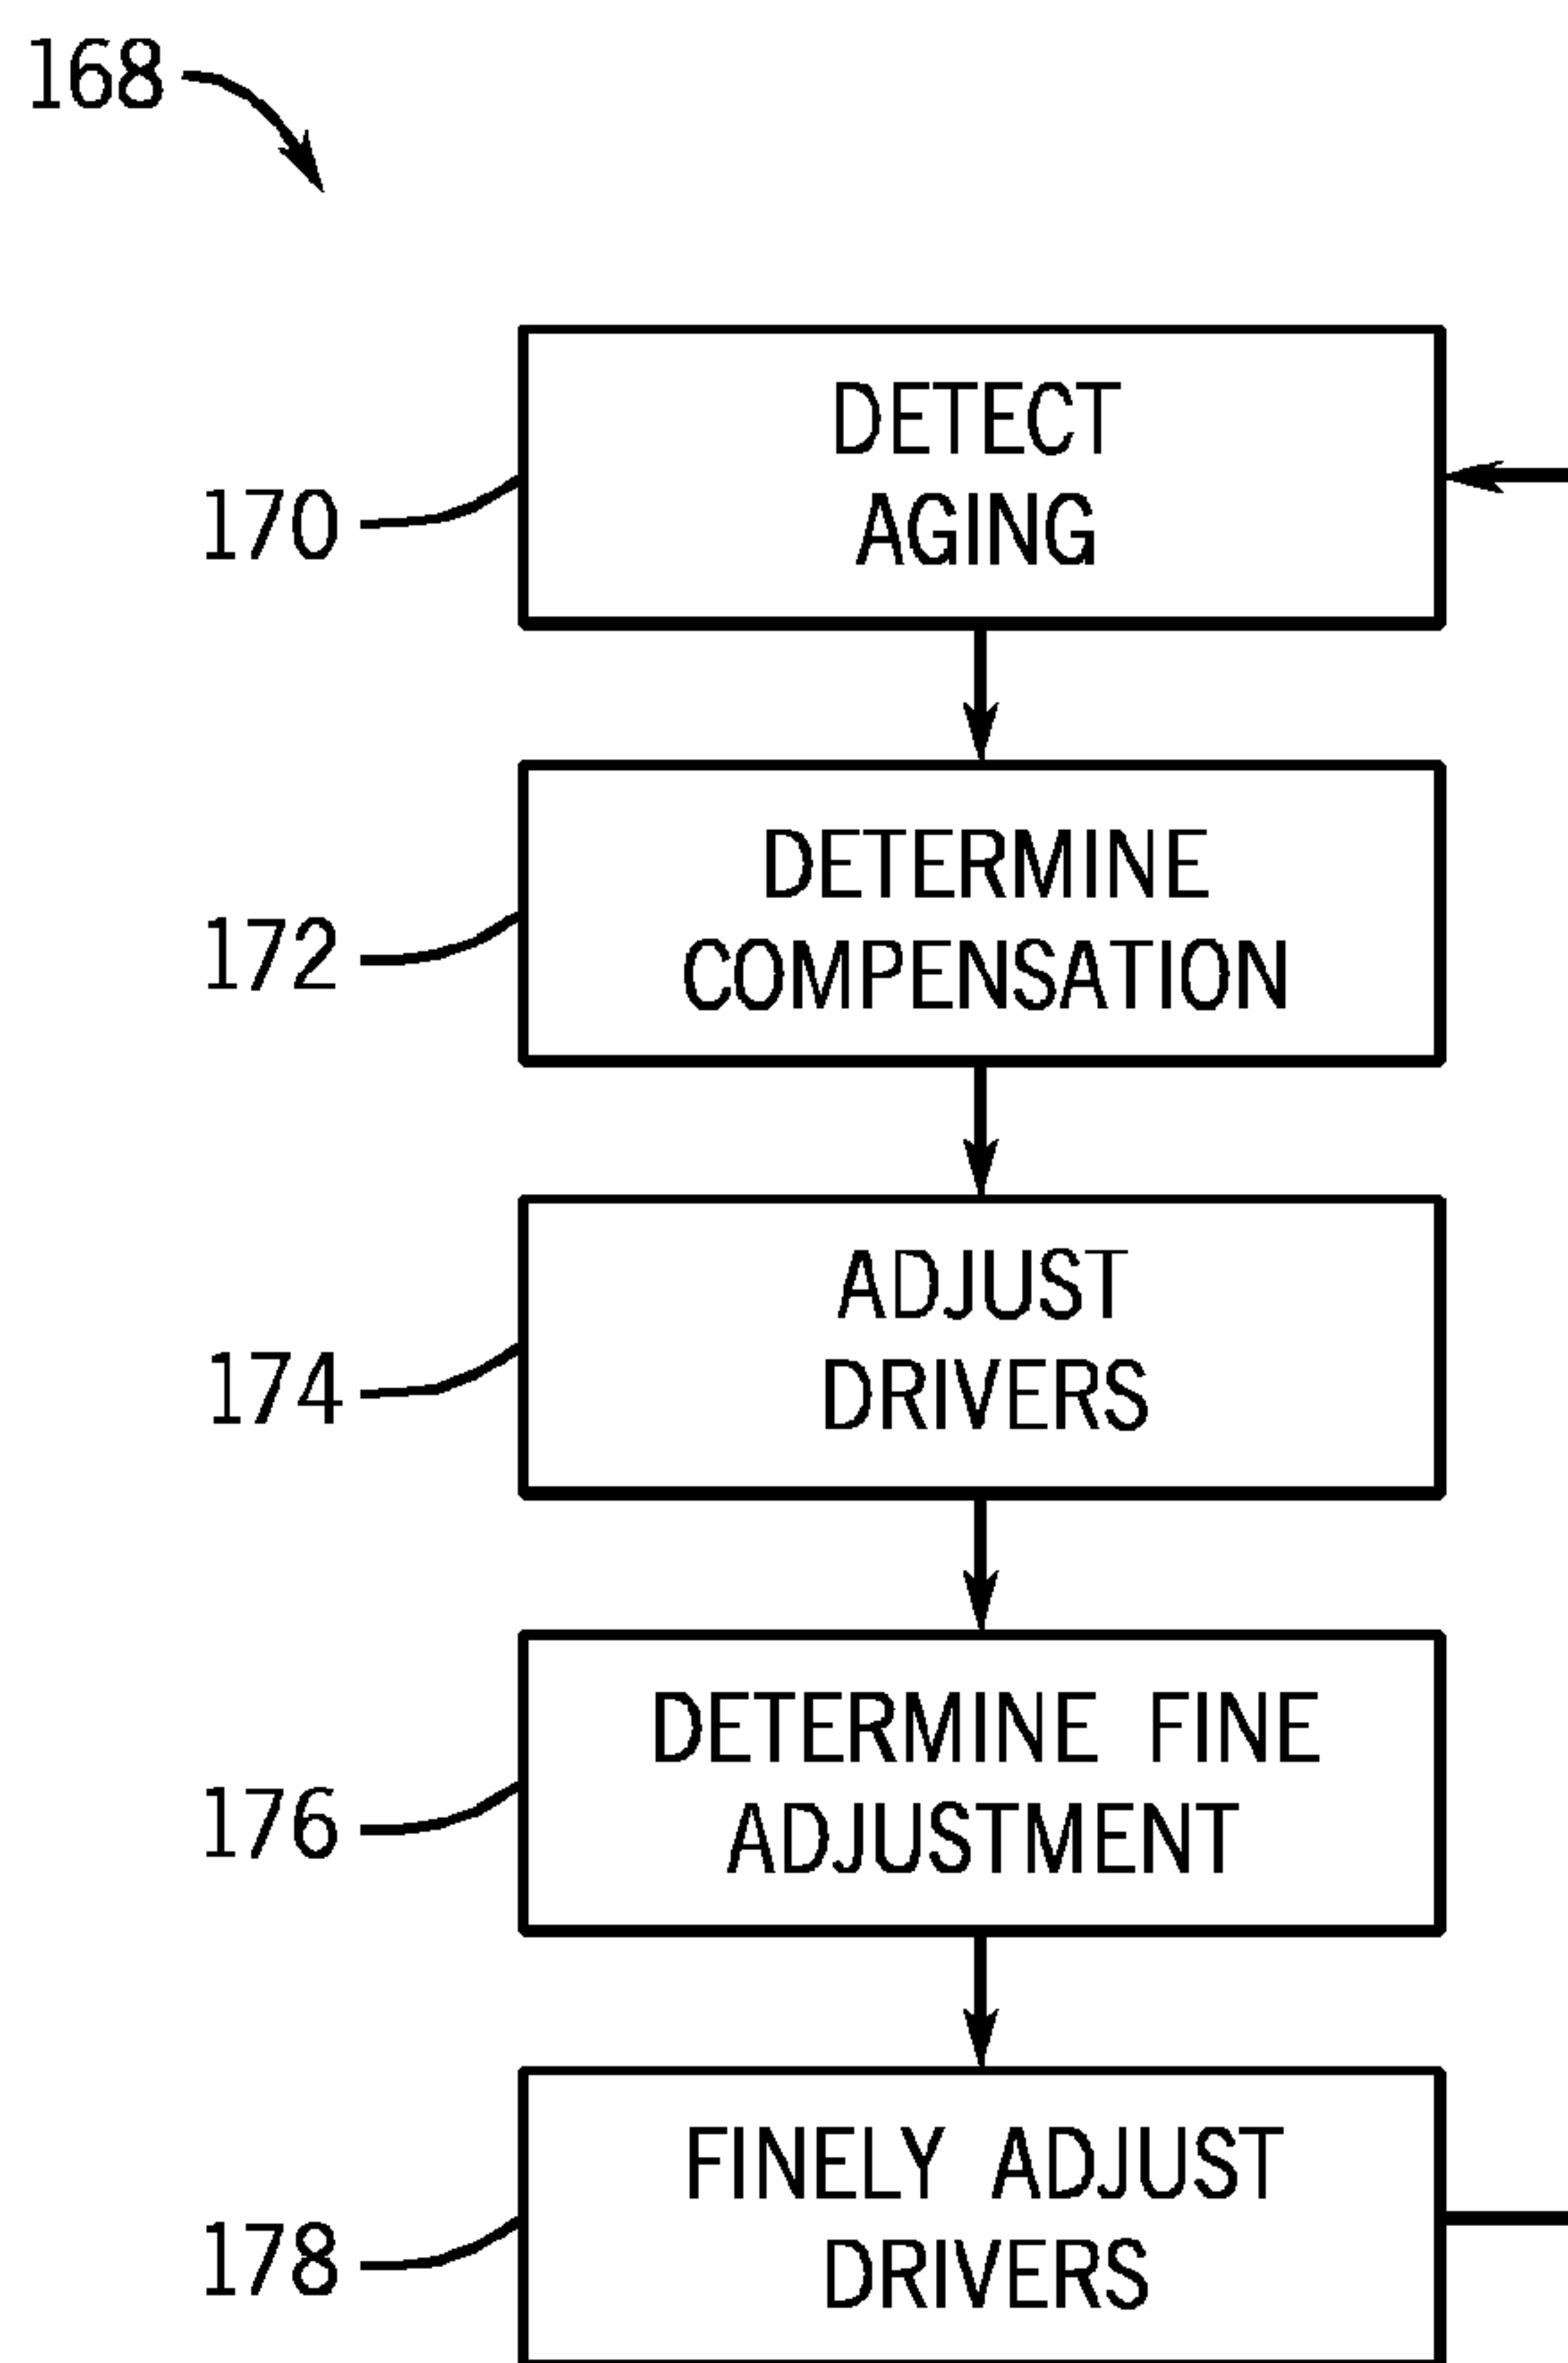 168
DETECT
AGING
170
DETERMINE
COMPENSATION
172
ADJUST
DRIVERS
174
DETERMINE FINE
ADJUSTMENT
176
FINELY ADJUST
DRIVERS
178